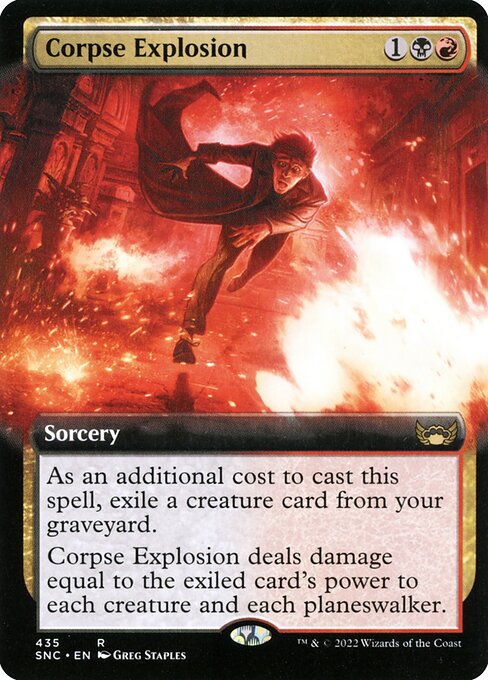 Corpse Explosion 1
Sorcery
As an additional cost to cast this
spell, exile a creature card from your
graveyard.
Corpse Explosion deals damage
equal to the exiled card's power to
each creature and each planeswalker.
435 R
SNC • EN Greg Staples
™ & © 2022 Wizards of the Coast